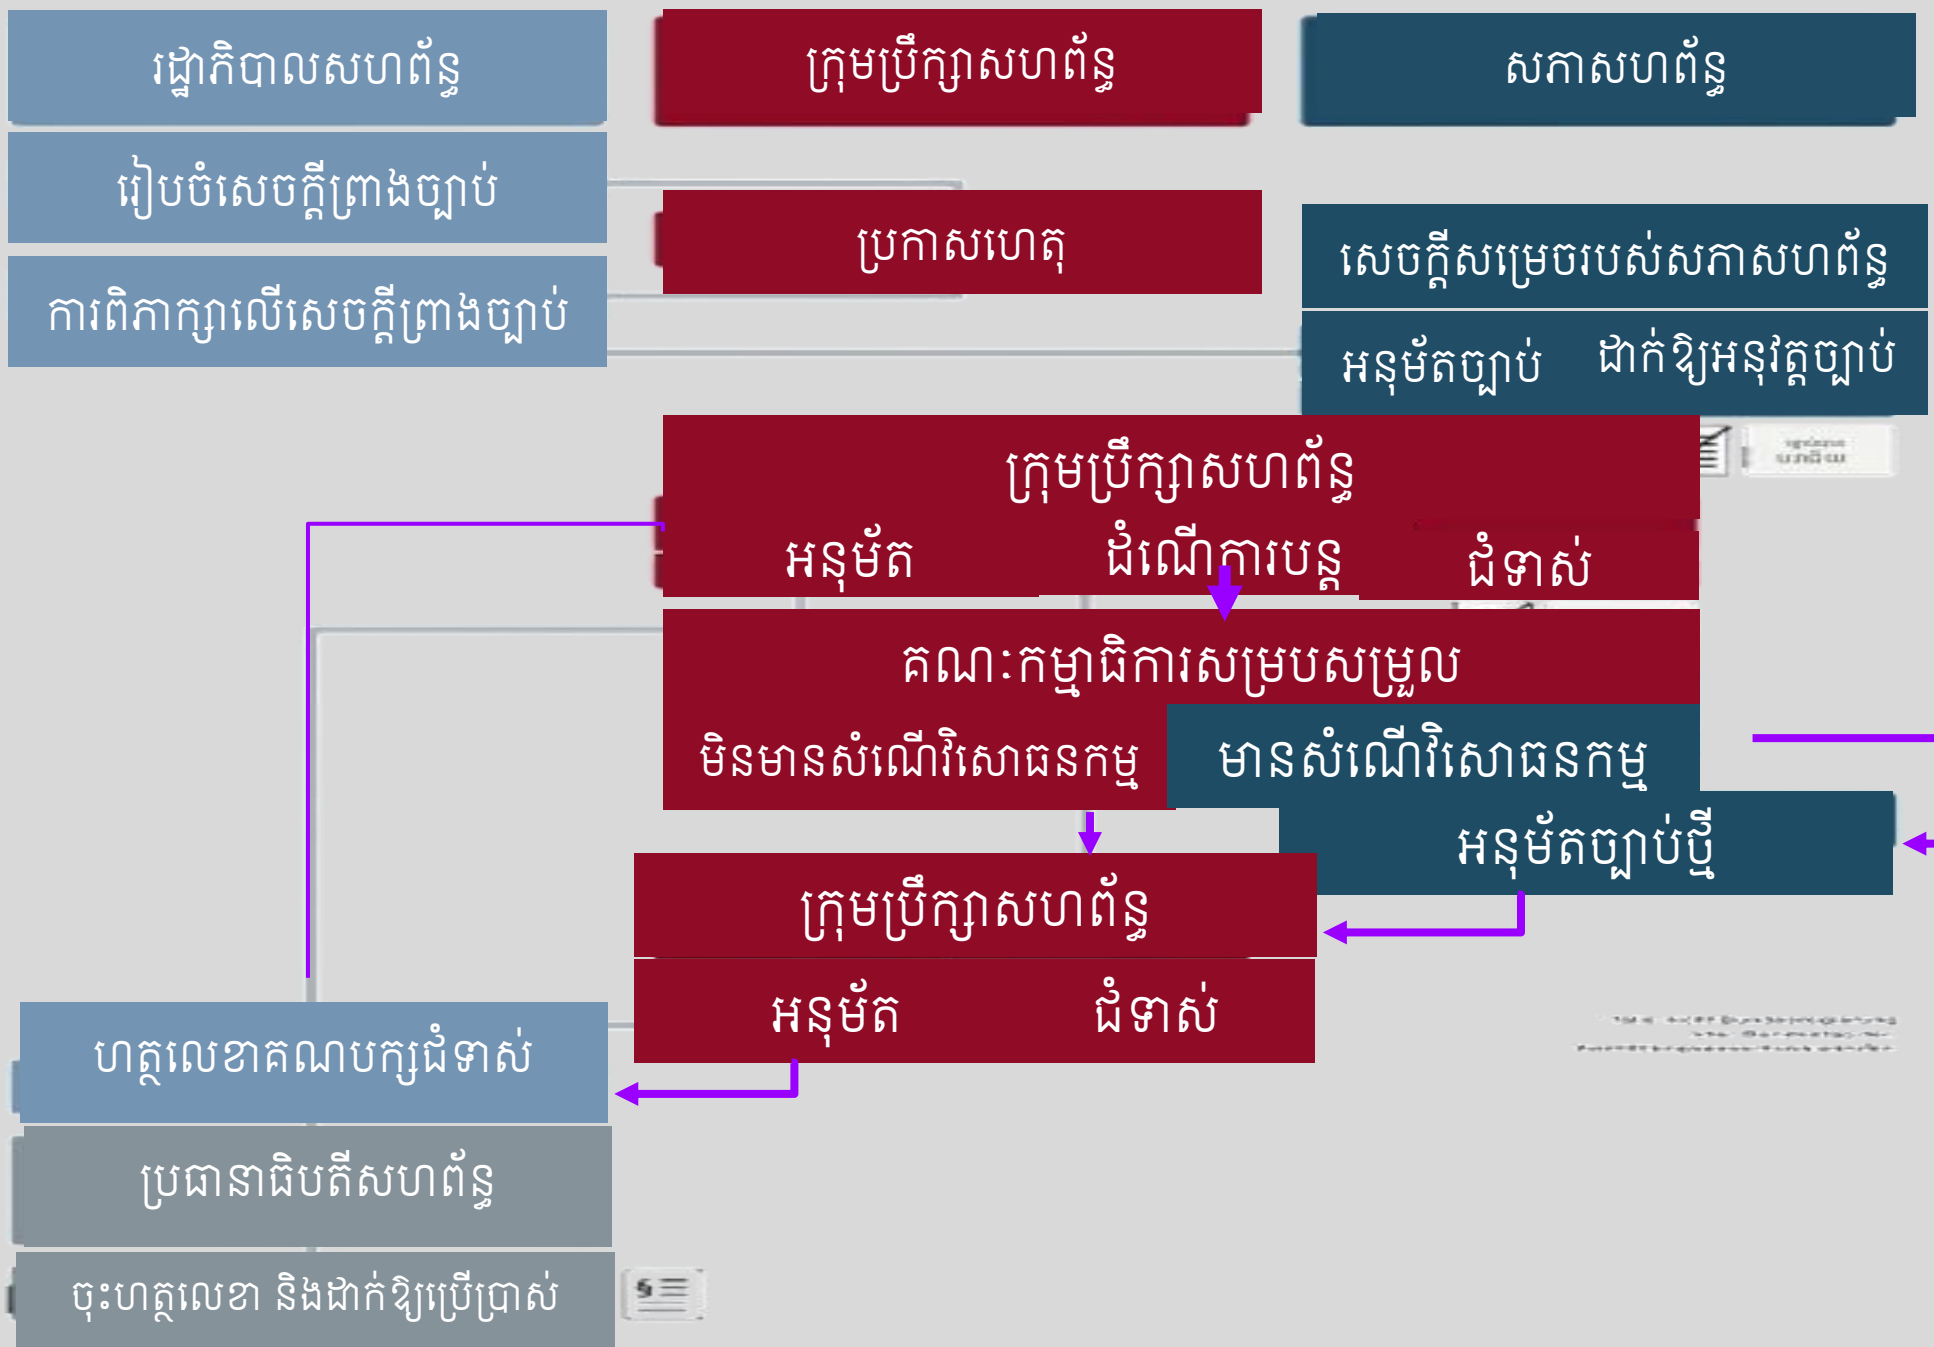 រដ្ឋាភិបាលសហព័ន្ធ
ក្រុមប្រឹក្សាសហព័ន្ធ
សភាសហព័ន្ធ
រៀបចំសេចក្តីព្រាងច្បាប់
ប្រកាសហេតុ
សេចក្តីសម្រេចរបស់សភាសហព័ន្ធ
ការពិភាក្សាលើសេចក្តីព្រាងច្បាប់
អនុម័តច្បាប់ ដាក់ឱ្យអនុវត្តច្បាប់
ក្រុមប្រឹក្សាសហព័ន្ធ
អនុម័ត ដំណើការបន្ត ជំទាស់
គណៈកម្មាធិការសម្របសម្រួល
មិនមានសំណើវិសោធនកម្ម មានសំណើវិសោធនកម្ម
អនុម័តច្បាប់ថ្មី
ក្រុមប្រឹក្សាសហព័ន្ធ
អនុម័ត ជំទាស់
ហត្ថលេខាគណបក្សជំទាស់
ប្រធានាធិបតីសហព័ន្ធ
ចុះហត្ថលេខា និងដាក់ឱ្យប្រើប្រាស់